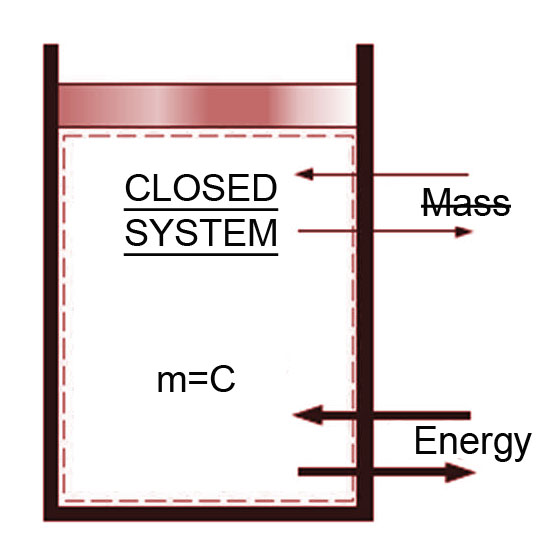 CLOSED
SYSTEM
Mass
m=C
Energy